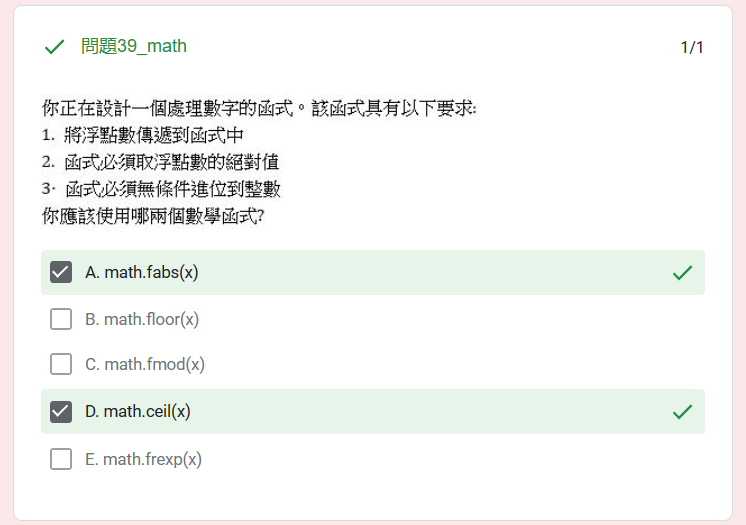 問題39_math
1/1
你正在設計一個處理數字的函式。該函式具有以下要求:
1. 將浮點數傳遞到函式中
2. 函式必須取浮點數的絕對值
3. 函式必須無條件進位到整數
你應該使用哪兩個數學函式?
A. math.fabs(x)
B. math.floor(x)
C. math.fmod(x)
D. math.ceil(x)
E. math.frexp(x)